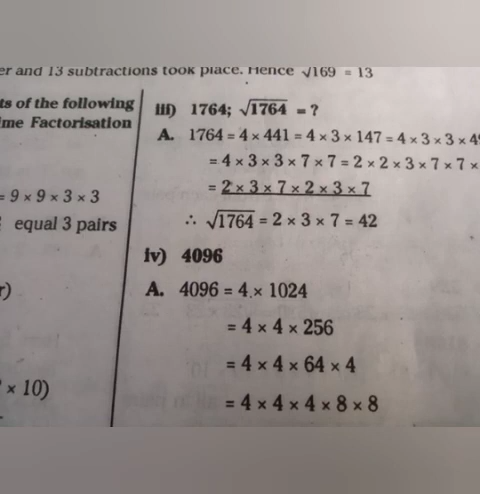 er and 13 subtractions took place. Hence √169 = 13
ts of the following
me Factorisation
= 9 × 9 × 3 × 3
equal 3 pairs
r)
× 10)
iii) 1764; √1764 = ?
A. 1764 = 4 × 441 = 4 × 3 × 147 = 4 × 3 × 3 × 49
= 4 × 3 × 3 × 7 × 7 = 2 × 2 × 3 × 7 × 7 ×
= 2 × 3 × 7 × 2 × 3 × 7
∴ √1764 = 2 × 3 × 7 = 42
iv) 4096
A. 4096 = 4 × 1024
= 4 × 4 × 256
= 4 × 4 × 64 × 4
= 4 × 4 × 4 × 8 × 8